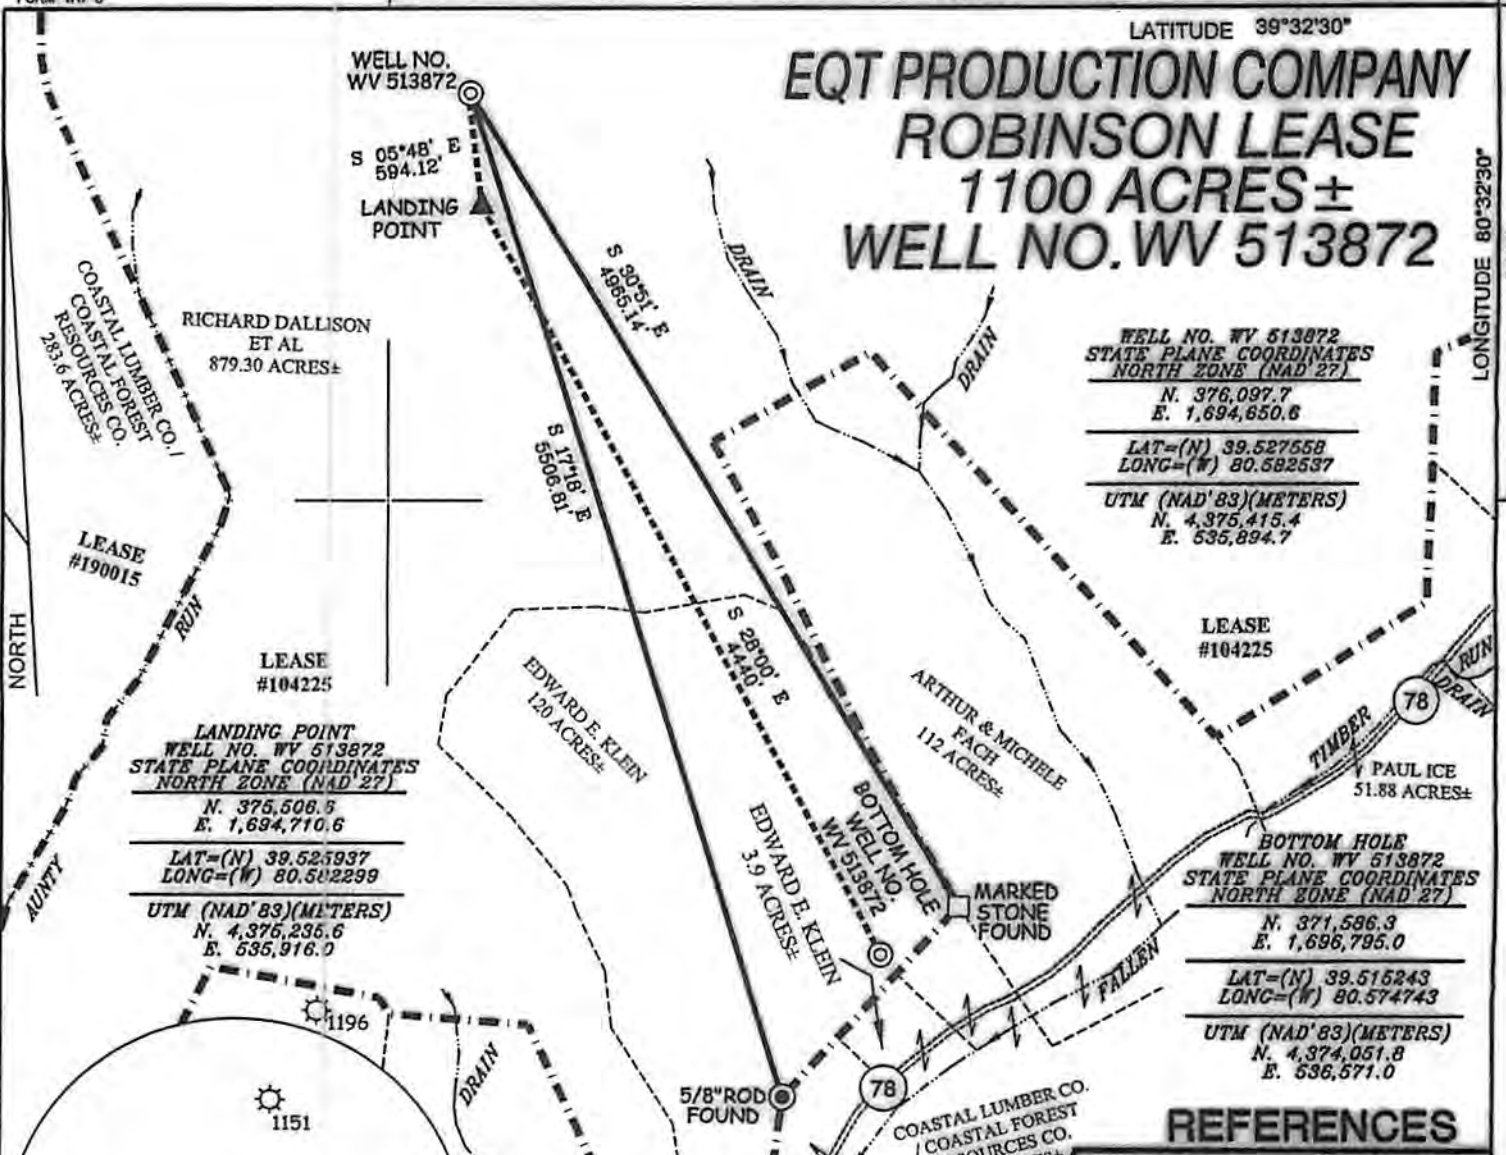 LATITUDE 39°32'30"
EQT PRODUCTION COMPANY
ROBINSON LEASE
1100 ACRES±
WELL NO. WV 513872
LONGITUDE 80°32'30"
WELL NO.
WV 513872
S 05°48' E
594.12'
LANDING
POINT
S 30°51' E
4965.14'
DRAIN
DRAIN
COASTAL LUMBER CO./
COASTAL FOREST
RESOURCES CO.
283.6 ACRES±
RICHARD DALLISON
ET AL
879.30 ACRES±
WELL NO. WV 513872
STATE PLANE COORDINATES
NORTH ZONE (NAD'27)
N. 376,097.7
E. 1,694,650.6
LAT=(N) 39.527558
LONG=(W) 80.582537
UTM (NAD'83)(METERS)
N. 4,375,415.4
E. 535,894.7
S 17°18' E
5506.81'
LEASE
#190015
RUN
NORTH
LEASE
#104225
S 28°00' E
4440'
LEASE
#104225
EDWARD E. KLEIN
120 ACRES±
ARTHUR & MICHELE
FACH
112 ACRES±
RUN
DRAIN
78
TIMBER
PAUL ICE
51.88 ACRES±
LANDING POINT
WELL NO. WV 513872
STATE PLANE COORDINATES
NORTH ZONE (NAD'27)
N. 375,506.6
E. 1,694,710.6
LAT=(N) 39.525937
LONG=(W) 80.582299
UTM (NAD'83)(METERS)
N. 4,375,235.6
E. 535,916.0
AUNTY
EDWARD E. KLEIN
3.9 ACRES±
BOTTOM HOLE
WELL NO.
WV 513872
MARKED
STONE
FOUND
BOTTOM HOLE
WELL NO. WV 513872
STATE PLANE COORDINATES
NORTH ZONE (NAD'27)
N. 371,586.3
E. 1,696,795.0
LAT=(N) 39.515243
LONG=(W) 80.574743
UTM (NAD'83)(METERS)
N. 4,374,051.8
E. 536,571.0
FALLEN
1196
1151
DRAIN
5/8"ROD
FOUND
78
COASTAL LUMBER CO.
/ COASTAL FOREST
REFERENCES